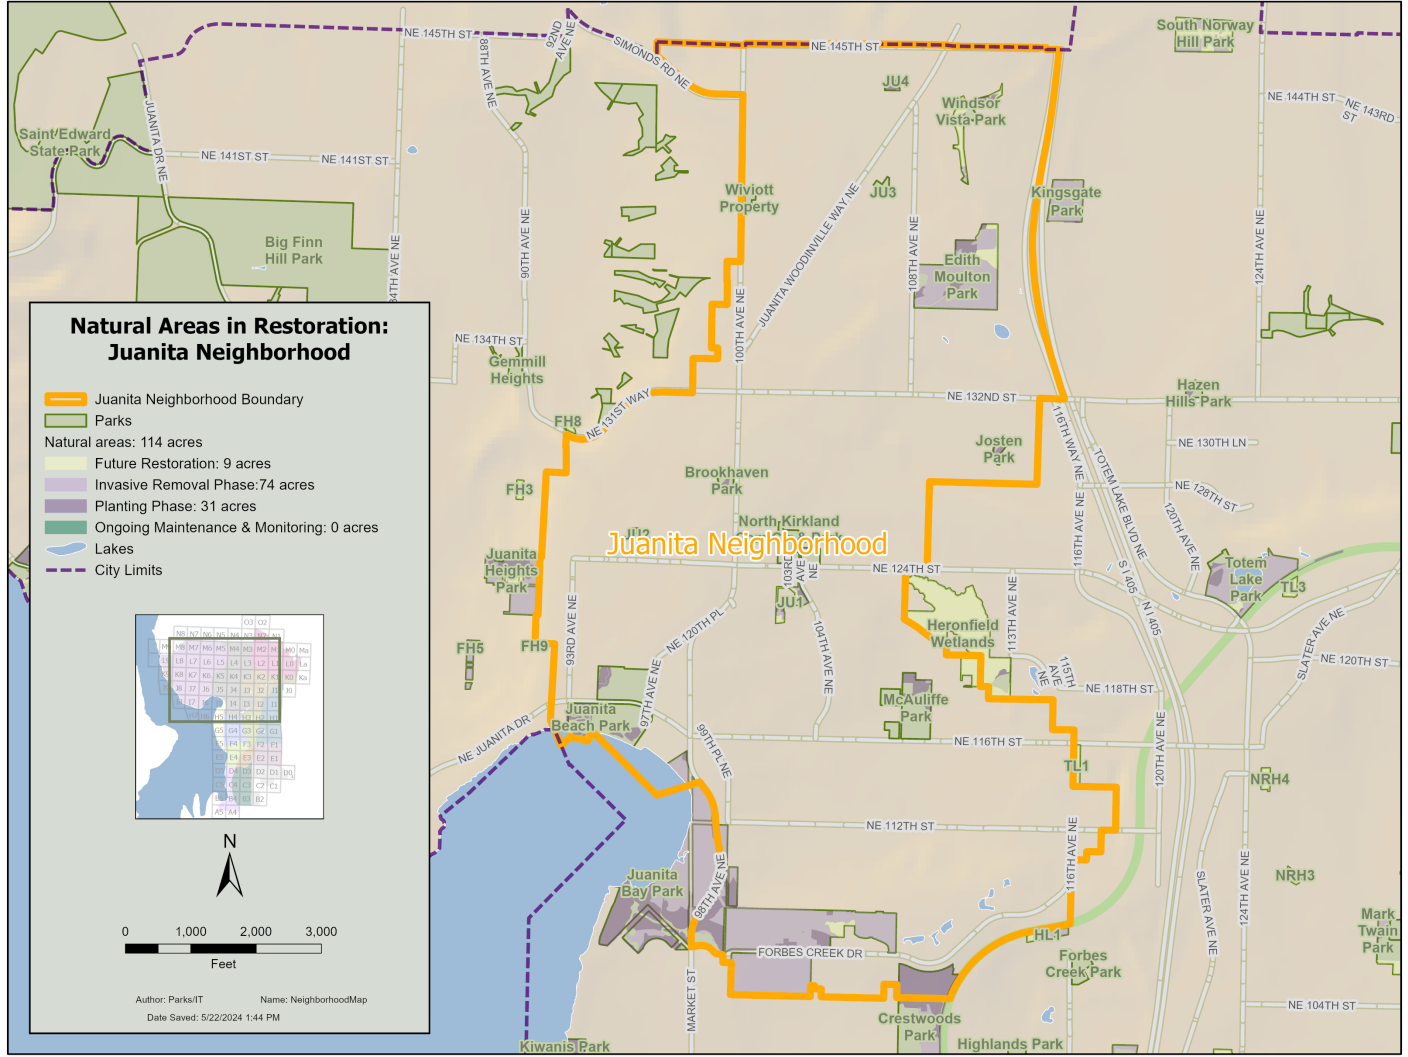 Natural Areas in Restoration:
Juanita Neighborhood
Juanita Neighborhood Boundary
Parks
Natural areas: 114 acres
Future Restoration: 9 acres
Invasive Removal Phase:74 acres
Planting Phase: 31 acres
Ongoing Maintenance & Monitoring: 0 acres
Lakes
City Limits
N
0 1,000 2,000 3,000
Feet
Author: Parks/IT
Name: NeighborhoodMap
Date Saved: 5/22/2024 1:44 PM
NE 145TH ST
88TH AVE NE
92ND
AVE NE
SIMONDS RD NE
NE 145TH ST
South Norway
Hill Park
Saint Edward
State Park
JUANITA DR NE
NE 141ST ST
NE 141ST ST
JU4
Windsor
Vista Park
NE 144TH ST
NE 143RD
ST
Wiviott
Property
JU3
Kingsgate
Park
Big Finn
Hill Park
84TH AVE NE
90TH AVE NE
JUANITA WOODINVILLE WAY NE
108TH AVE NE
Edith
Moulton
Park
124TH AVE NE
100TH AVE NE
NE 134TH ST
Gemmill
Heights
FH8
NE 131ST WAY
NE 132ND ST
Hazen
Hills Park
116TH WAY NE
TOTEM LAKE BLVD NE
NE 130TH LN
Josten
Park
Brookhaven
Park
FH3
NE 128TH ST
120TH AVE NE
116TH AVE NE
JU2
North Kirkland
Juanita Neighborhood
103RD
AVE
NE
NE 124TH ST
Juanita
Heights
Park
S I 405
N I 405
Totem
Lake
Park
TL3
JU1
93RD AVE NE
NE 120TH PL
104TH AVE NE
113TH AVE NE
Heronfield
Wetlands
SLATER AVE NE
FH5
FH9
NE 120TH ST
115TH
AVE
NE
NE 118TH ST
97TH AVE NE
McAuliffe
Park
Juanita
Beach Park
NE JUANITA DR
99TH PL NE
NE 116TH ST
120TH AVE NE
TL1
NRH4
NE 112TH ST
116TH AVE NE
Juanita
Bay Park
98TH AVE NE
NRH3
SLATER AVE NE
124TH AVE NE
Mark
Twain
Park
HL1
FORBES CREEK DR
Forbes
Creek Park
MARKET ST
NE 104TH ST
Crestwoods
Park
Highlands Park
Kiwanis Park